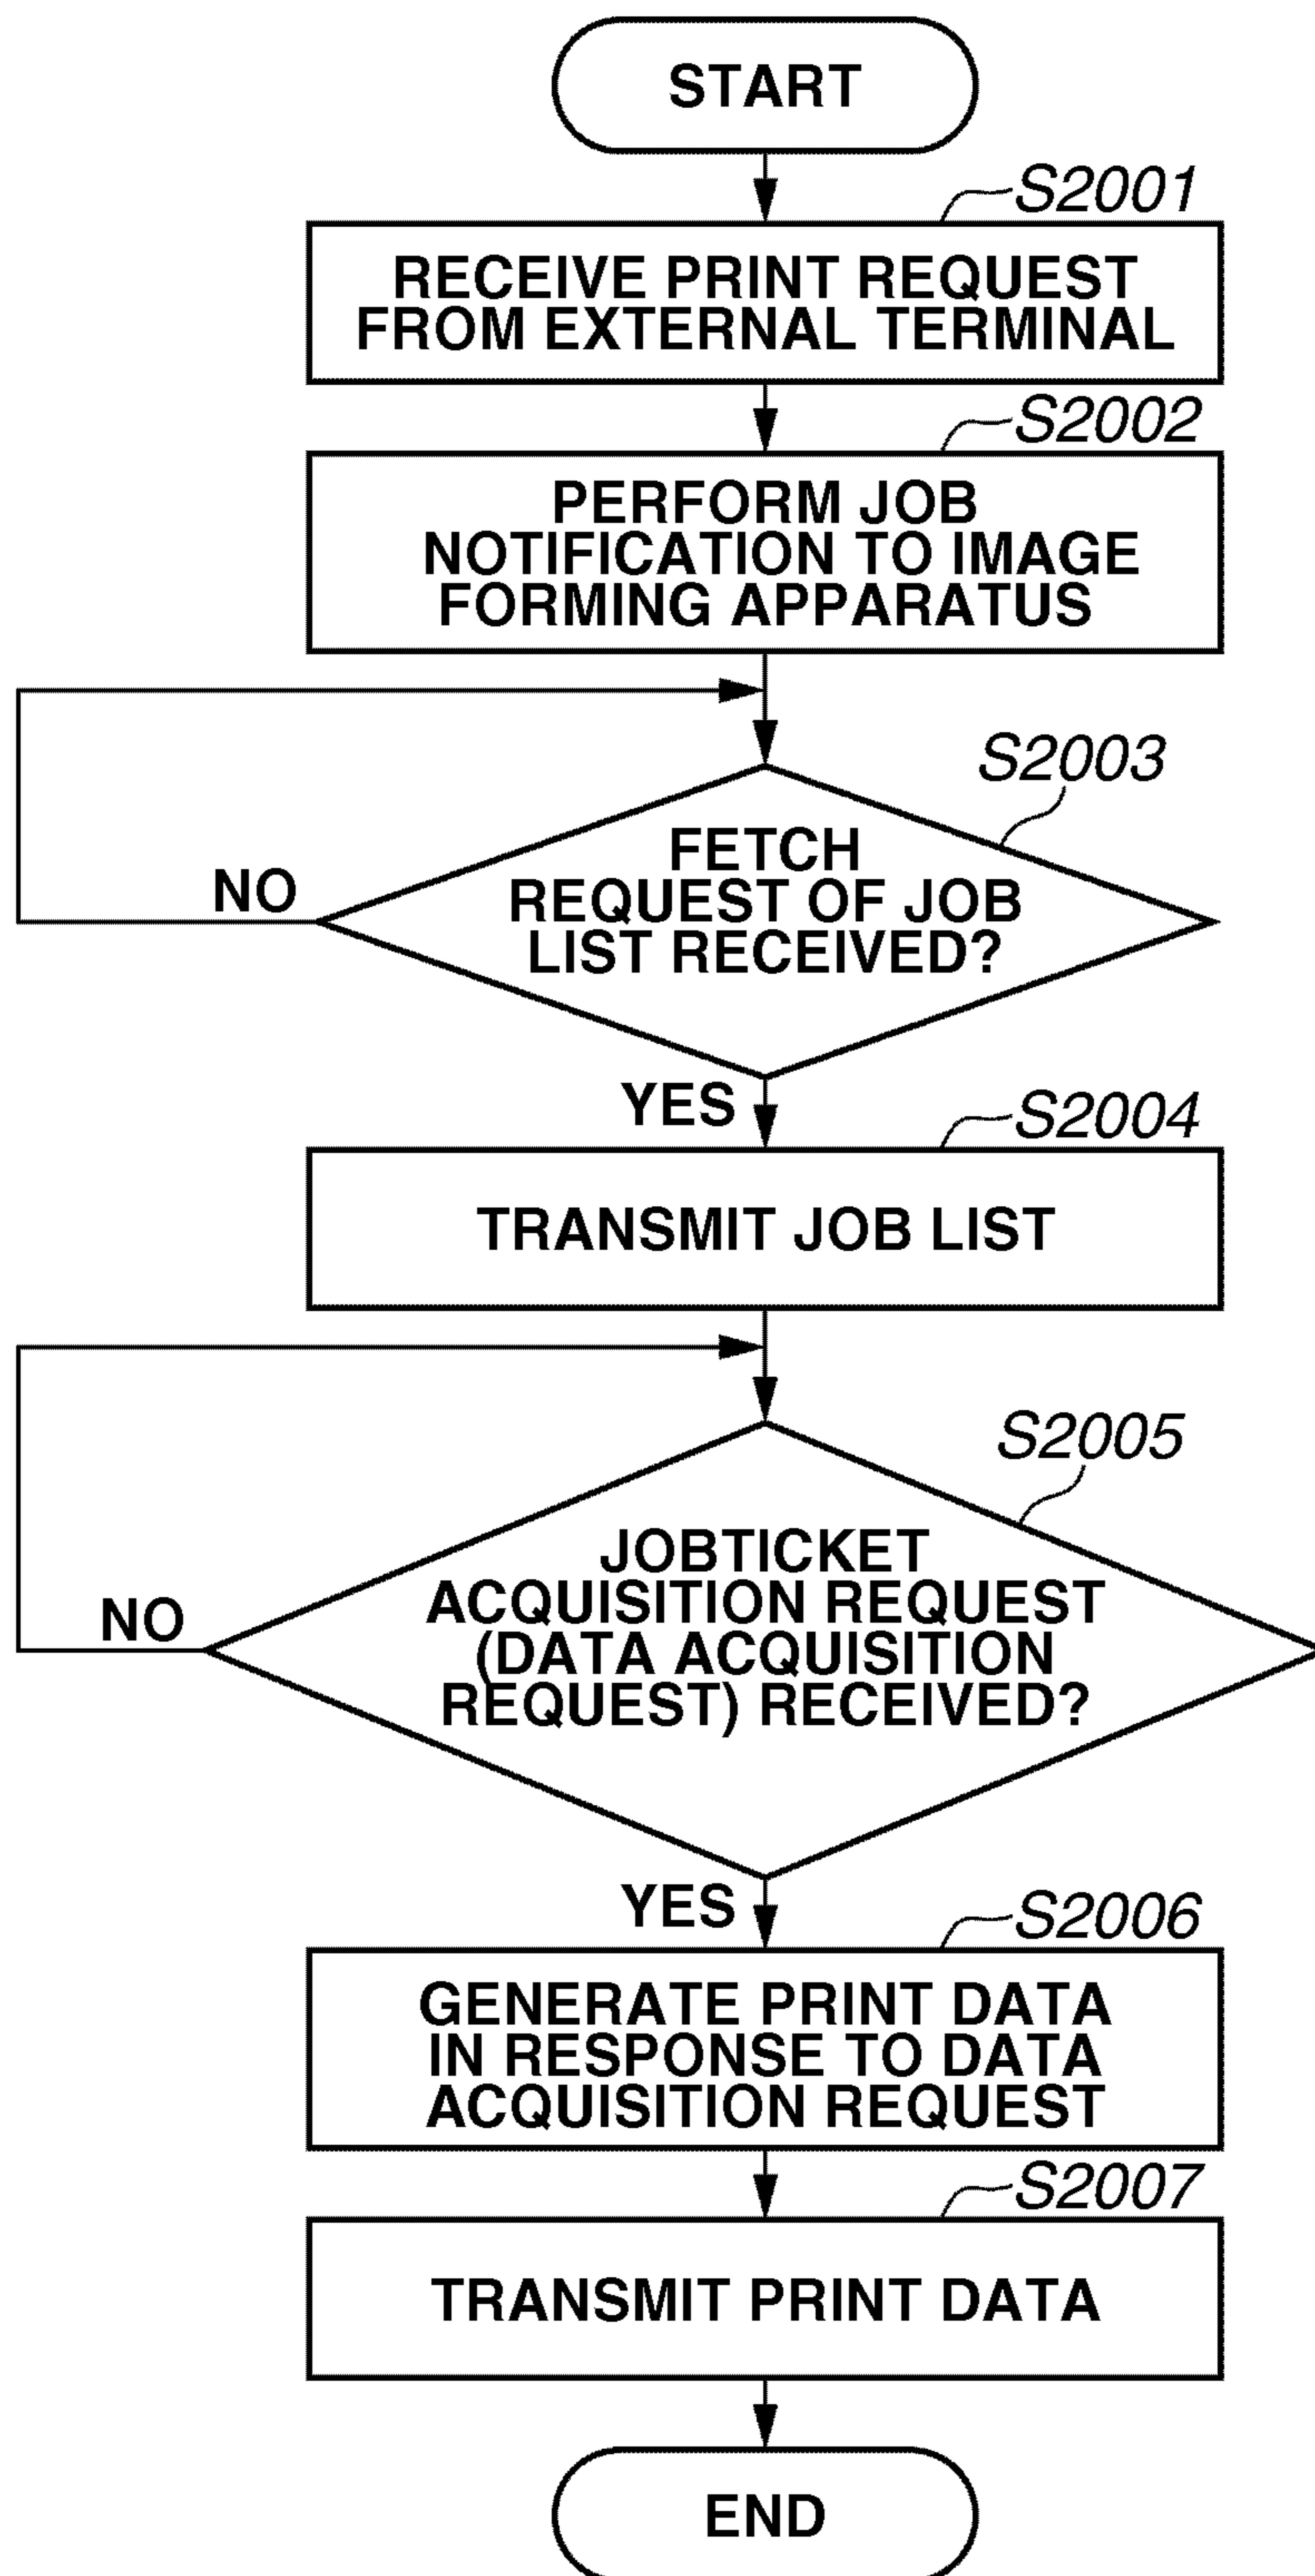 START
S2001
RECEIVE PRINT REQUEST
FROM EXTERNAL TERMINAL
S2002
PERFORM JOB
NOTIFICATION TO IMAGE
FORMING APPARATUS
S2003
FETCH
REQUEST OF JOB
LIST RECEIVED?
NO
YES
S2004
TRANSMIT JOB LIST
S2005
JOBTICKET
ACQUISITION REQUEST
(DATA ACQUISITION
REQUEST) RECEIVED?
NO
YES
S2006
GENERATE PRINT DATA
IN RESPONSE TO DATA
ACQUISITION REQUEST
S2007
TRANSMIT PRINT DATA
END